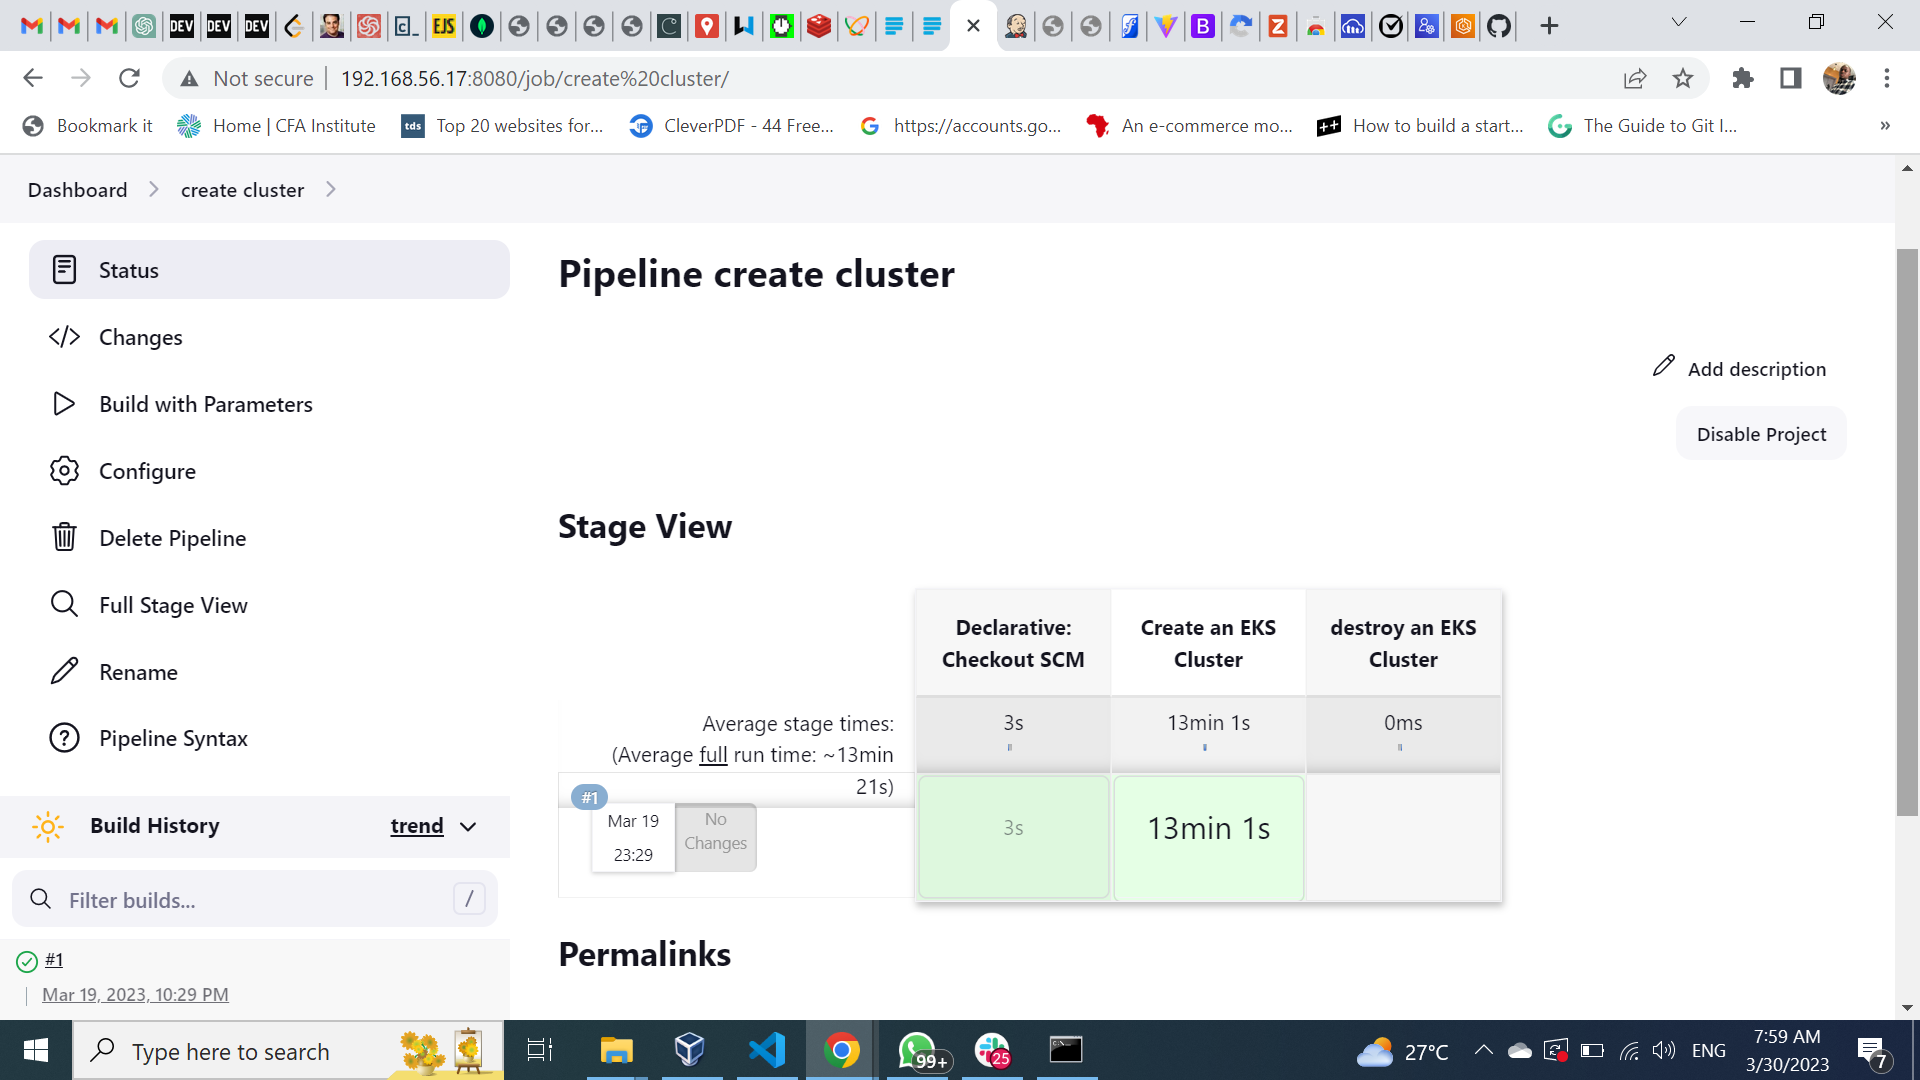 DEV
DEV
DEV
EJS
Not secure
192.168.56.17:8080/job/create%20cluster/
Bookmark it
Home | CFA Institute
tds
Top 20 websites for...
CleverPDF - 44 Free...
https://accounts.go...
An e-commerce mo...
How to build a start...
The Guide to Git I...
»
Dashboard
create cluster
Status
Changes
Build with Parameters
Configure
Delete Pipeline
Full Stage View
Rename
Pipeline Syntax
Build History
trend
Filter builds...
/
#1
Mar 19, 2023, 10:29 PM
Pipeline create cluster
Add description
Disable Project
Stage View
Declarative: Checkout SCM
Create an EKS Cluster
destroy an EKS Cluster
Average stage times:
(Average full run time: ~13min
21s)
3s
13min 1s
0ms
#1
Mar 19
23:29
No
Changes
3s
13min 1s
Permalinks
Type here to search
99+
25
27°C
ENG
7:59 AM
3/30/2023
7